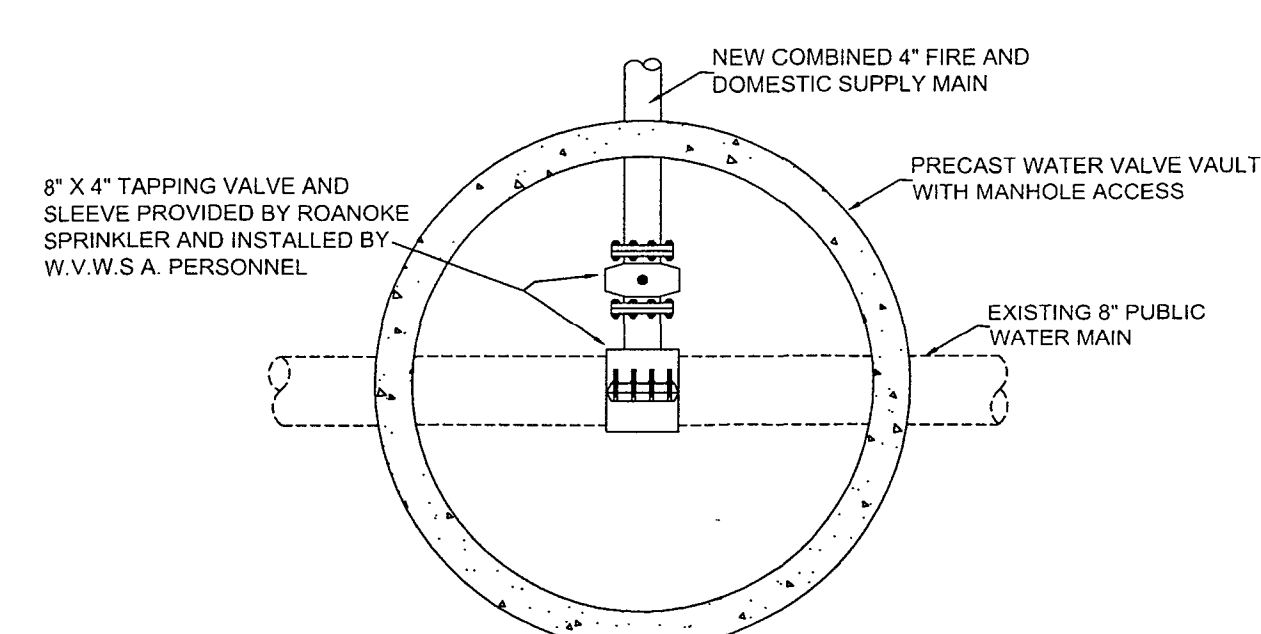 NEW COMBINED 4" FIRE AND
DOMESTIC SUPPLY MAIN
8" X 4" TAPPING VALVE AND
SLEEVE PROVIDED BY ROANOKE
SPRINKLER AND INSTALLED BY
W.V.W.S A. PERSONNEL
PRECAST WATER VALVE VAULT
WITH MANHOLE ACCESS
EXISTING 8" PUBLIC
WATER MAIN